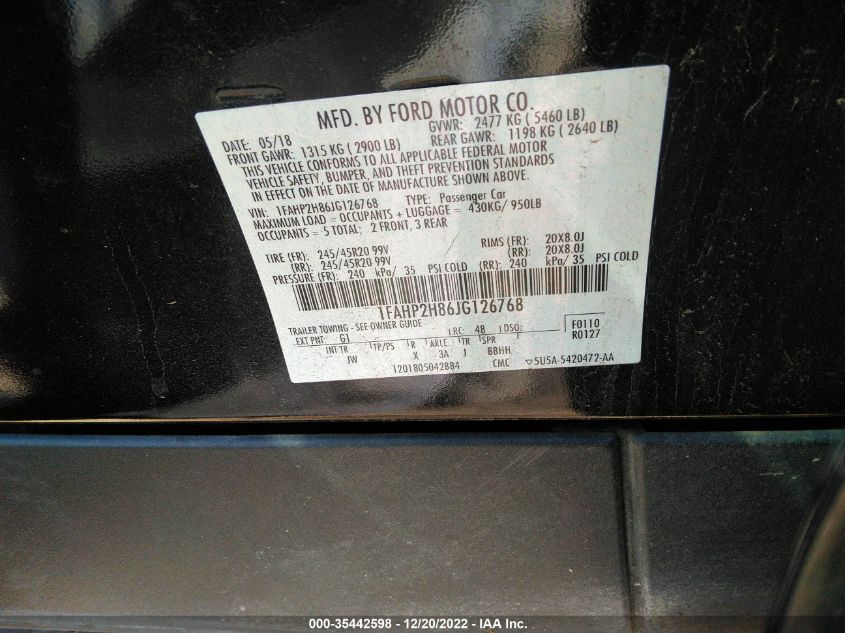 MFD. BY FORD MOTOR CO.
DATE: 05/18 GVWR: 2477 KG ( 5460 LB)
FRONT GAWR: 1315 KG ( 2900 LB) REAR GAWR: 1198 KG ( 2640 LB)
THIS VEHICLE CONFORMS TO ALL APPLICABLE FEDERAL MOTOR
VEHICLE SAFETY, BUMPER, AND THEFT PREVENTION STANDARDS
IN EFFECT ON THE DATE OF MANUFACTURE SHOWN ABOVE.
VIN: 1FAHP2H86JG126768 TYPE: Passenger Car
MAXIMUM LOAD = OCCUPANTS + LUGGAGE = 430KG/ 950LB
OCCUPANTS = 5 TOTAL; 2 FRONT, 3 REAR
TIRE (FR): 245/45R20 99V RIMS (FR): 20X8.0J
(RR): 245/45R20 99V (RR): 20X8.0J
PRESSURE (FR): 240 kPa/ 35 PSI COLD (RR): 240 kPa/ 35 PSI COLD
1FAHP2H86JG126768
TRAILER TOWING - SEE OWNER GUIDE
EXT PNT: G1 RC: 48 DSO: F0110
R0127
INT TR TP/PS R AXLE TR SPR
JW X 3A J BBHH
1201805042884 CMC ▽5U5A-5420472-AA
000-35442598 - 12/20/2022 - IAA Inc.